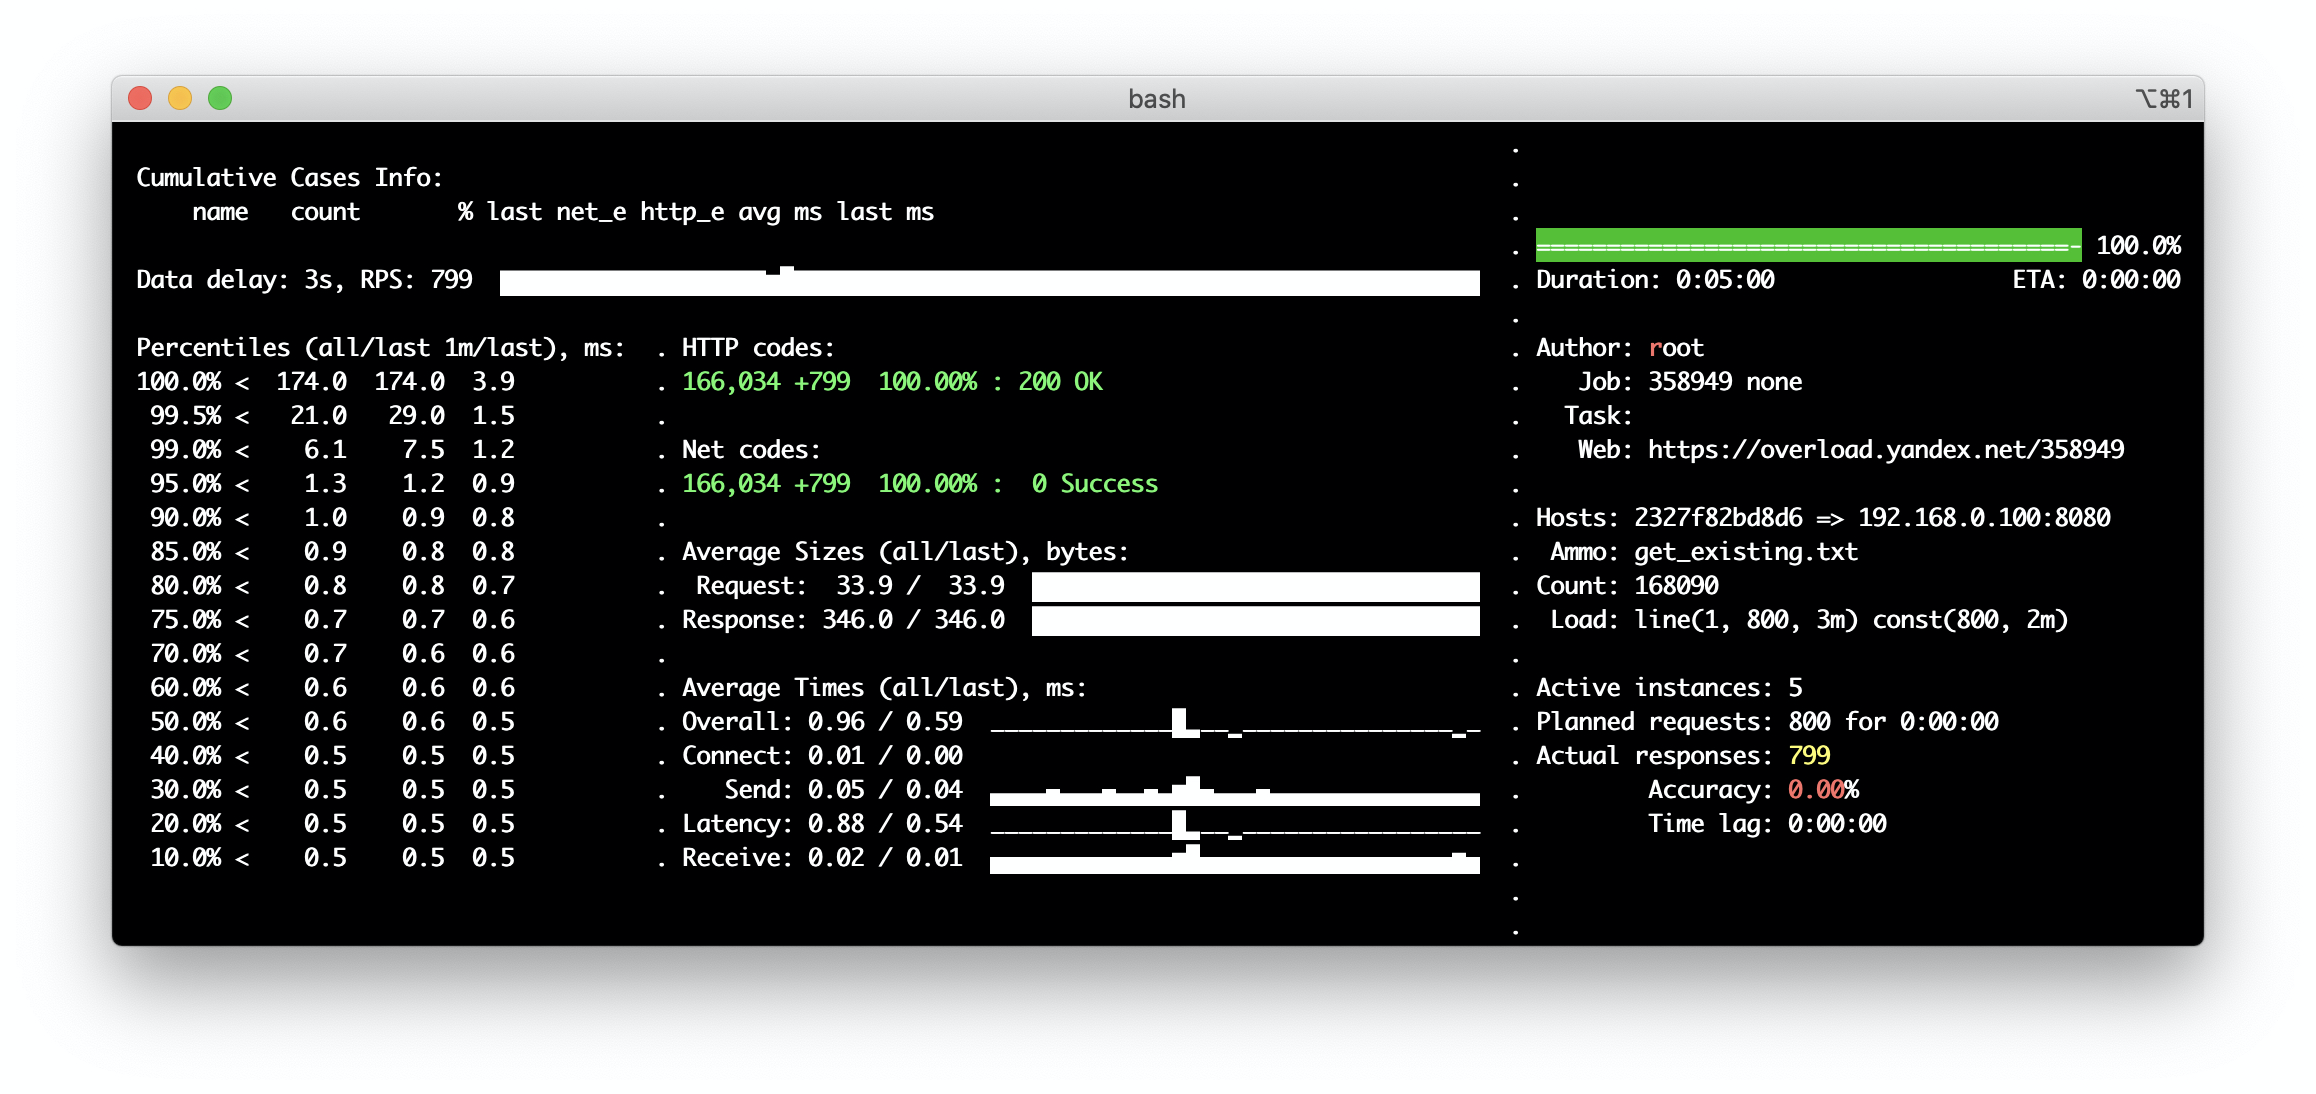 bash
⌥⌘1
Cumulative Cases Info:
name count % last net_e http_e avg ms last ms
Data delay: 3s, RPS: 799
Percentiles (all/last 1m/last), ms:
100.0% < 174.0 174.0 3.9
99.5% < 21.0 29.0 1.5
99.0% < 6.1 7.5 1.2
95.0% < 1.3 1.2 0.9
90.0% < 1.0 0.9 0.8
85.0% < 0.9 0.8 0.8
80.0% < 0.8 0.8 0.7
75.0% < 0.7 0.7 0.6
70.0% < 0.7 0.6 0.6
60.0% < 0.6 0.6 0.6
50.0% < 0.6 0.6 0.5
40.0% < 0.5 0.5 0.5
30.0% < 0.5 0.5 0.5
20.0% < 0.5 0.5 0.5
10.0% < 0.5 0.5 0.5
. HTTP codes:
. 166,034 +799 100.00% : 200 OK
.
. Net codes:
. 166,034 +799 100.00% : 0 Success
.
. Average Sizes (all/last), bytes:
. Request: 33.9 / 33.9
. Response: 346.0 / 346.0
.
. Average Times (all/last), ms:
. Overall: 0.96 / 0.59
. Connect: 0.01 / 0.00
. Send: 0.05 / 0.04
. Latency: 0.88 / 0.54
. Receive: 0.02 / 0.01
.
.
.
. ======================================- 100.0%
. Duration: 0:05:00 ETA: 0:00:00
.
. Author: root
. Job: 358949 none
. Task:
. Web: https://overload.yandex.net/358949
.
. Hosts: 2327f82bd8d6 => 192.168.0.100:8080
. Ammo: get_existing.txt
. Count: 168090
. Load: line(1, 800, 3m) const(800, 2m)
.
. Active instances: 5
. Planned requests: 800 for 0:00:00
. Actual responses: 799
. Accuracy: 0.00%
. Time lag: 0:00:00
.
.
.